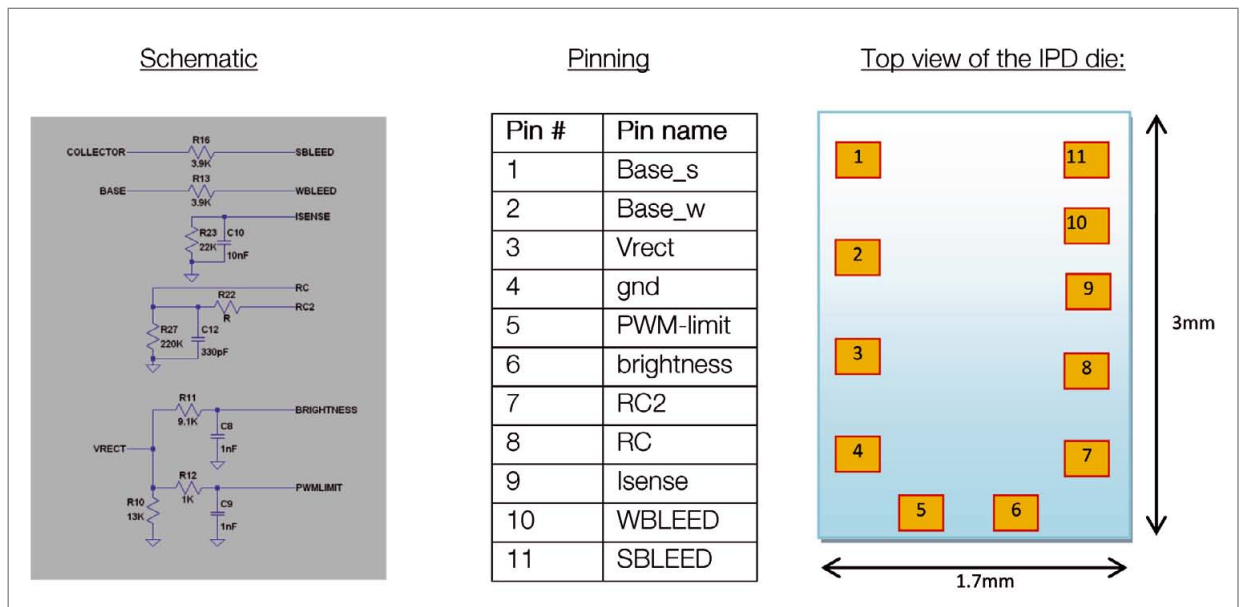 Schematic
Pinning
Top view of the IPD die:
R16
COLLECTOR
SBLEED
3.9K
R13
BASE
WBLEED
3.9K
ISENSE
R23
C10
22K
10nF
RC
R22
RC2
R
R27
C12
220K
330pF
R11
BRIGHTNESS
9.1K
C8
1nF
VRECT
R12
PWMLIMIT
1K
R10
C9
13K
1nF
Pin # Pin name
1 Base_s
2 Base_w
3 Vrect
4 gnd
5 PWM-limit
6 brightness
7 RC2
8 RC
9 Isense
10 WBLEED
11 SBLEED
1
11
10
2
9
3mm
3
8
4
7
5
6
1.7mm